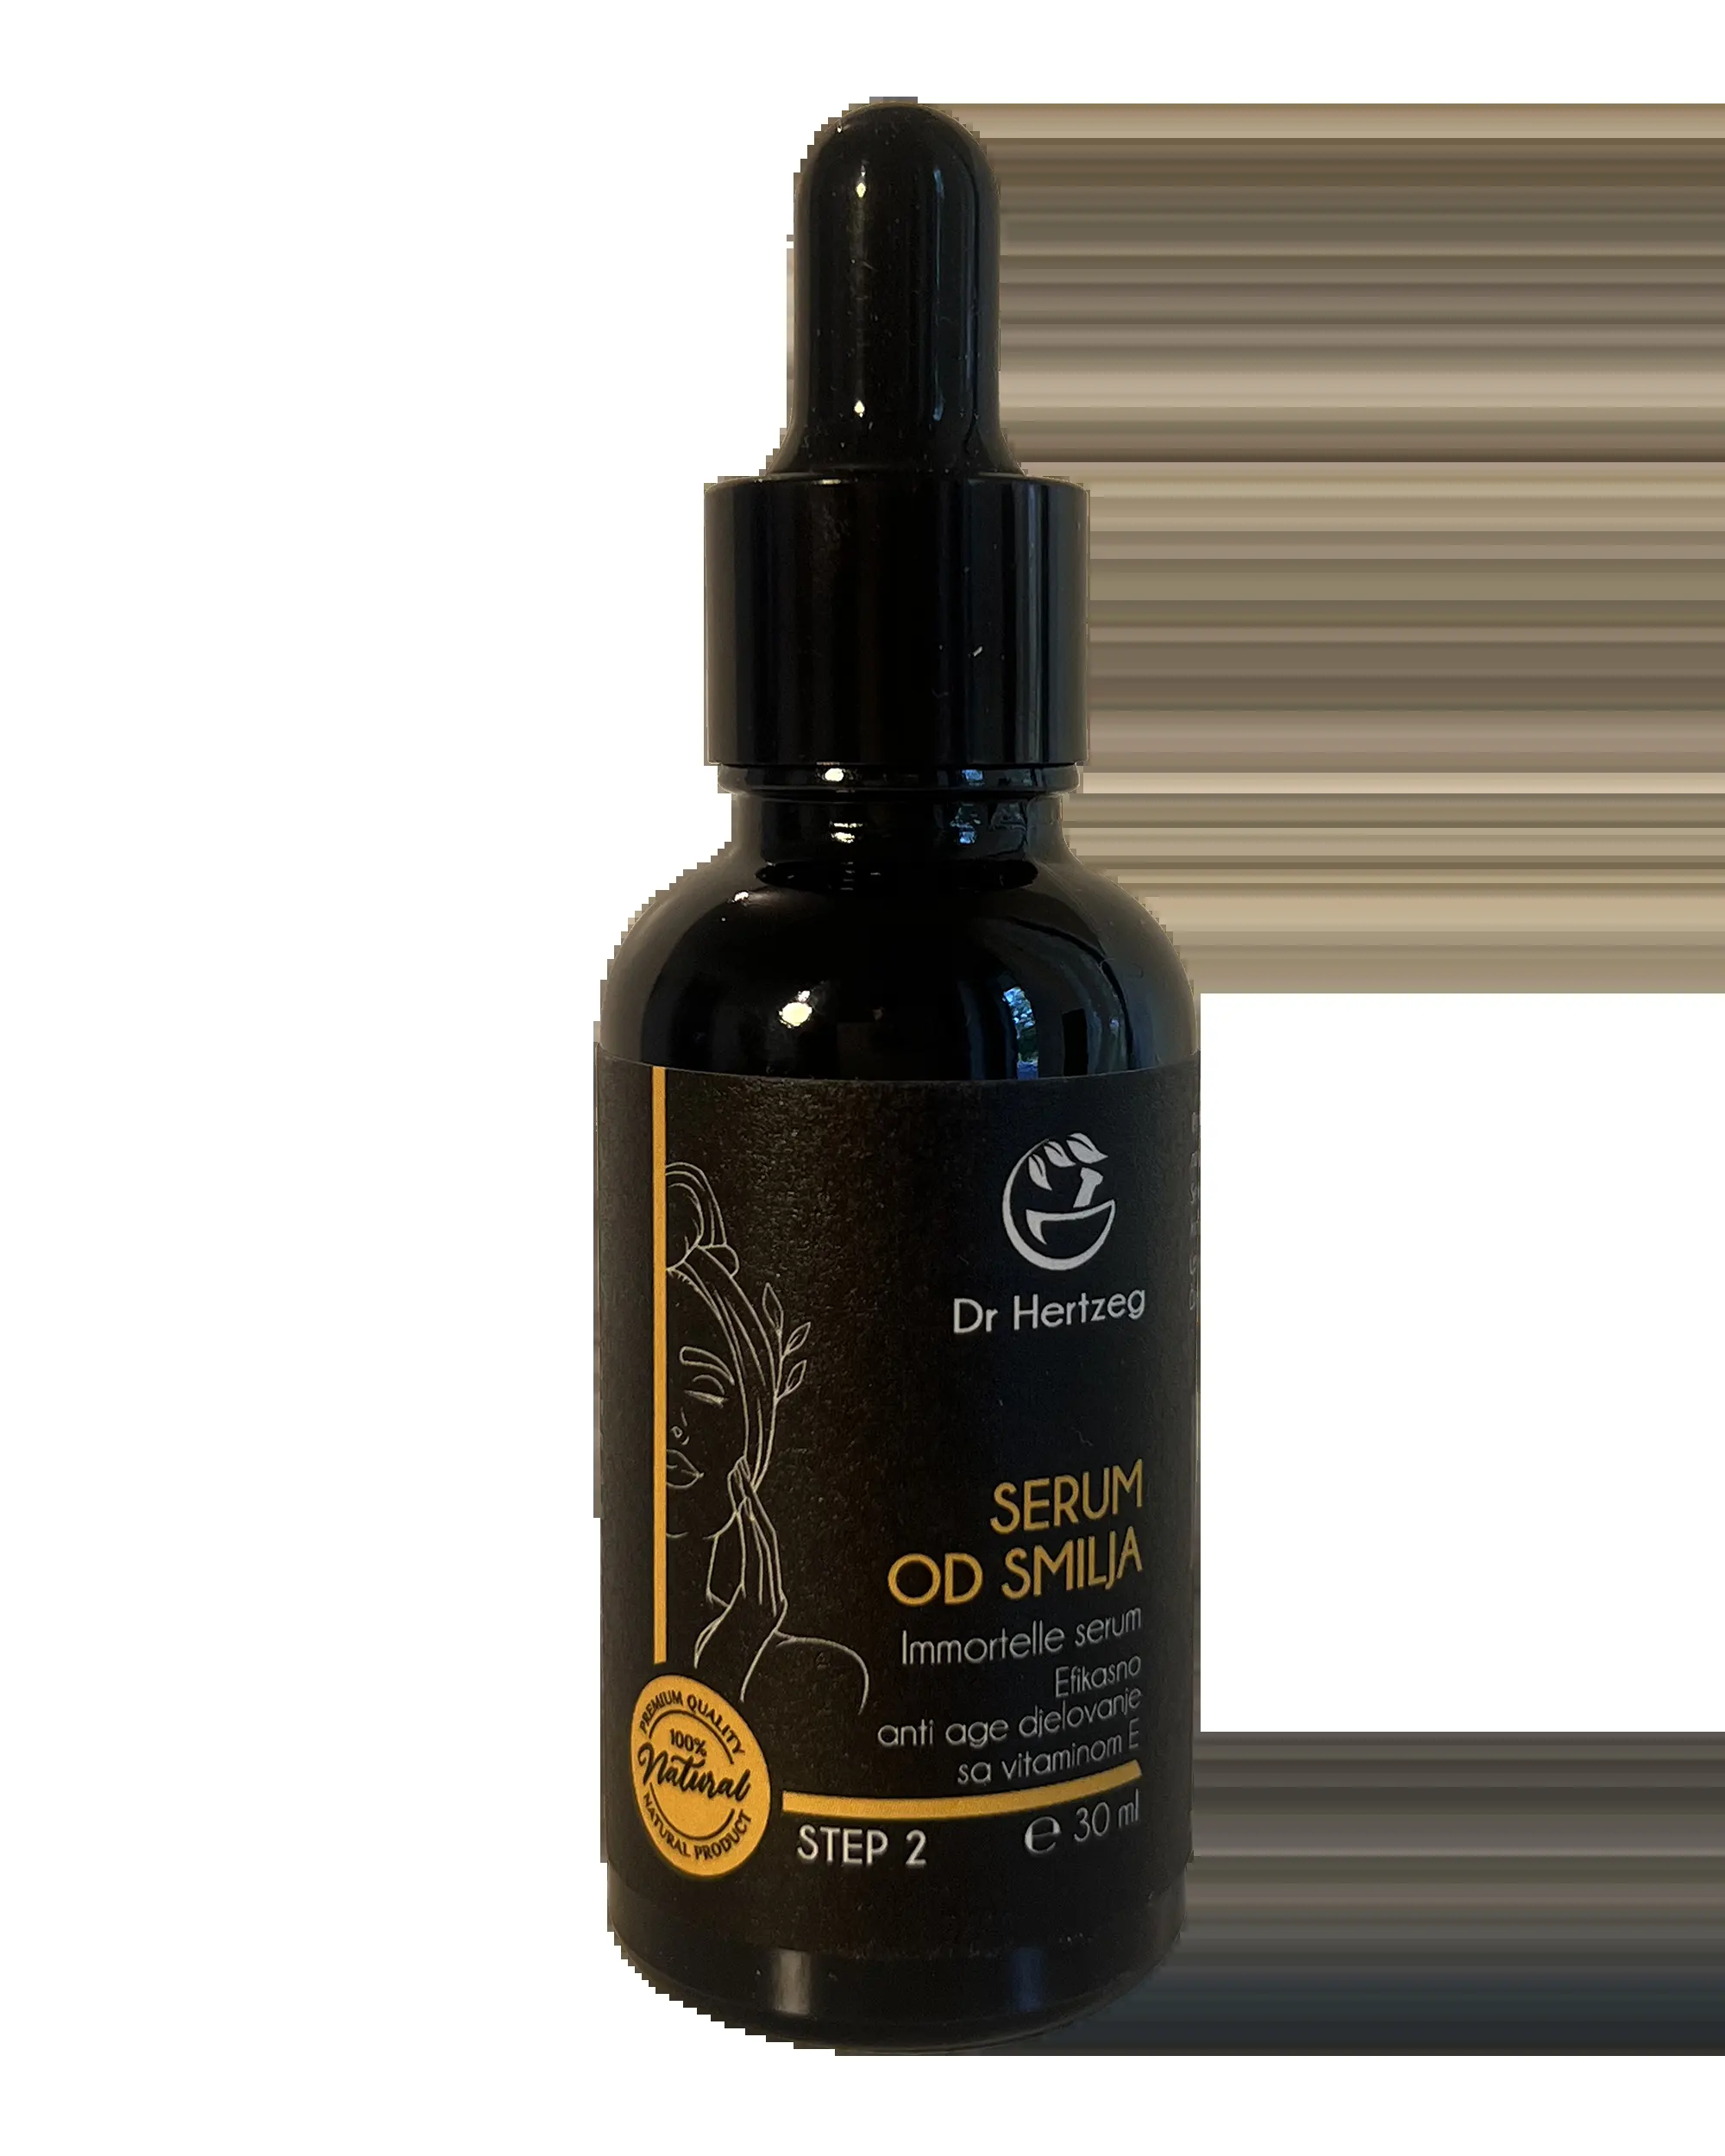 Dr Hertzeg
SERUM
OD SMILJA
Immortelle serum
Efikasno
anti age djelovanje
sa vitaminom E
PREMIUM QUALITY
100%
Natural
NATURAL PRODUCT
STEP 2
℮ 30 ml